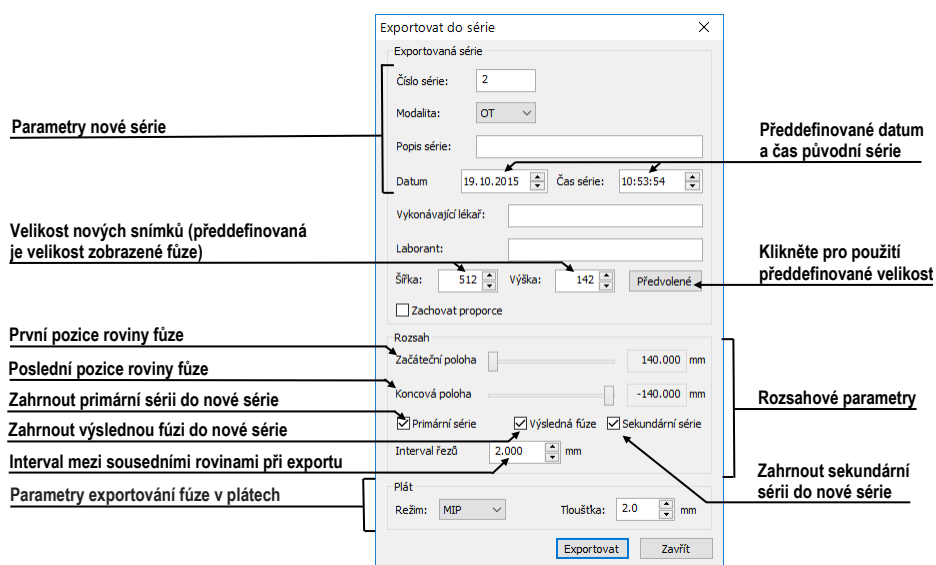 Exportovat do série
Exportovaná série
Číslo série: 2
Modalita: OT
Popis série:
Datum 19.10.2015 Čas série: 10:53:54
Vykonávající lékař:
Laborant:
Šířka: 512 Výška: 142 Předvolené
Zachovat proporce
Rozsah
Začáteční poloha 140.000 mm
Koncová poloha -140.000 mm
Primární série Výsledná fúze Sekundární série
Interval řezů 2.000 mm
Plát
Režim: MIP Tloušťka: 2.0 mm
Exportovat Zavřít
Parametry nové série
Velikost nových snímků (předdefinovaná
je velikost zobrazené fůze)
První pozice roviny fúze
Poslední pozice roviny fúze
Zahrnout primární sérii do nové série
Zahrnout výslednou fúzi do nové série
Interval mezi sousedními rovinami při exportu
Parametry exportování fúze v plátech
Předdefinované datum
a čas původní série
Klikněte pro použití
předdefinované velikost
Rozsahové parametry
Zahrnout sekundární
sérii do nové série